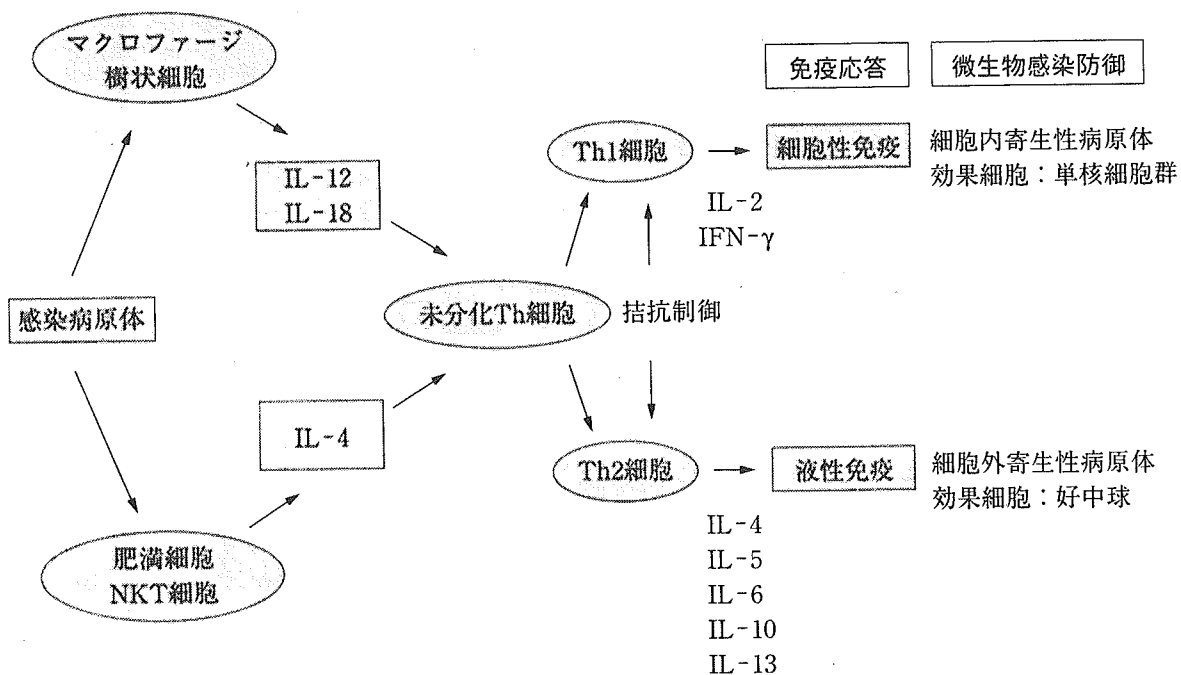 マクロファージ
樹状細胞
免疫応答
微生物感染防御
Th1細胞
細胞性免疫
細胞内寄生性病原体
効果細胞：単核細胞群
IL-12
IL-18
IL-2
IFN-γ
感染病原体
未分化Th細胞
拮抗制御
IL-4
Th2細胞
液性免疫
細胞外寄生性病原体
効果細胞：好中球
肥満細胞
NKT細胞
IL-4
IL-5
IL-6
IL-10
IL-13